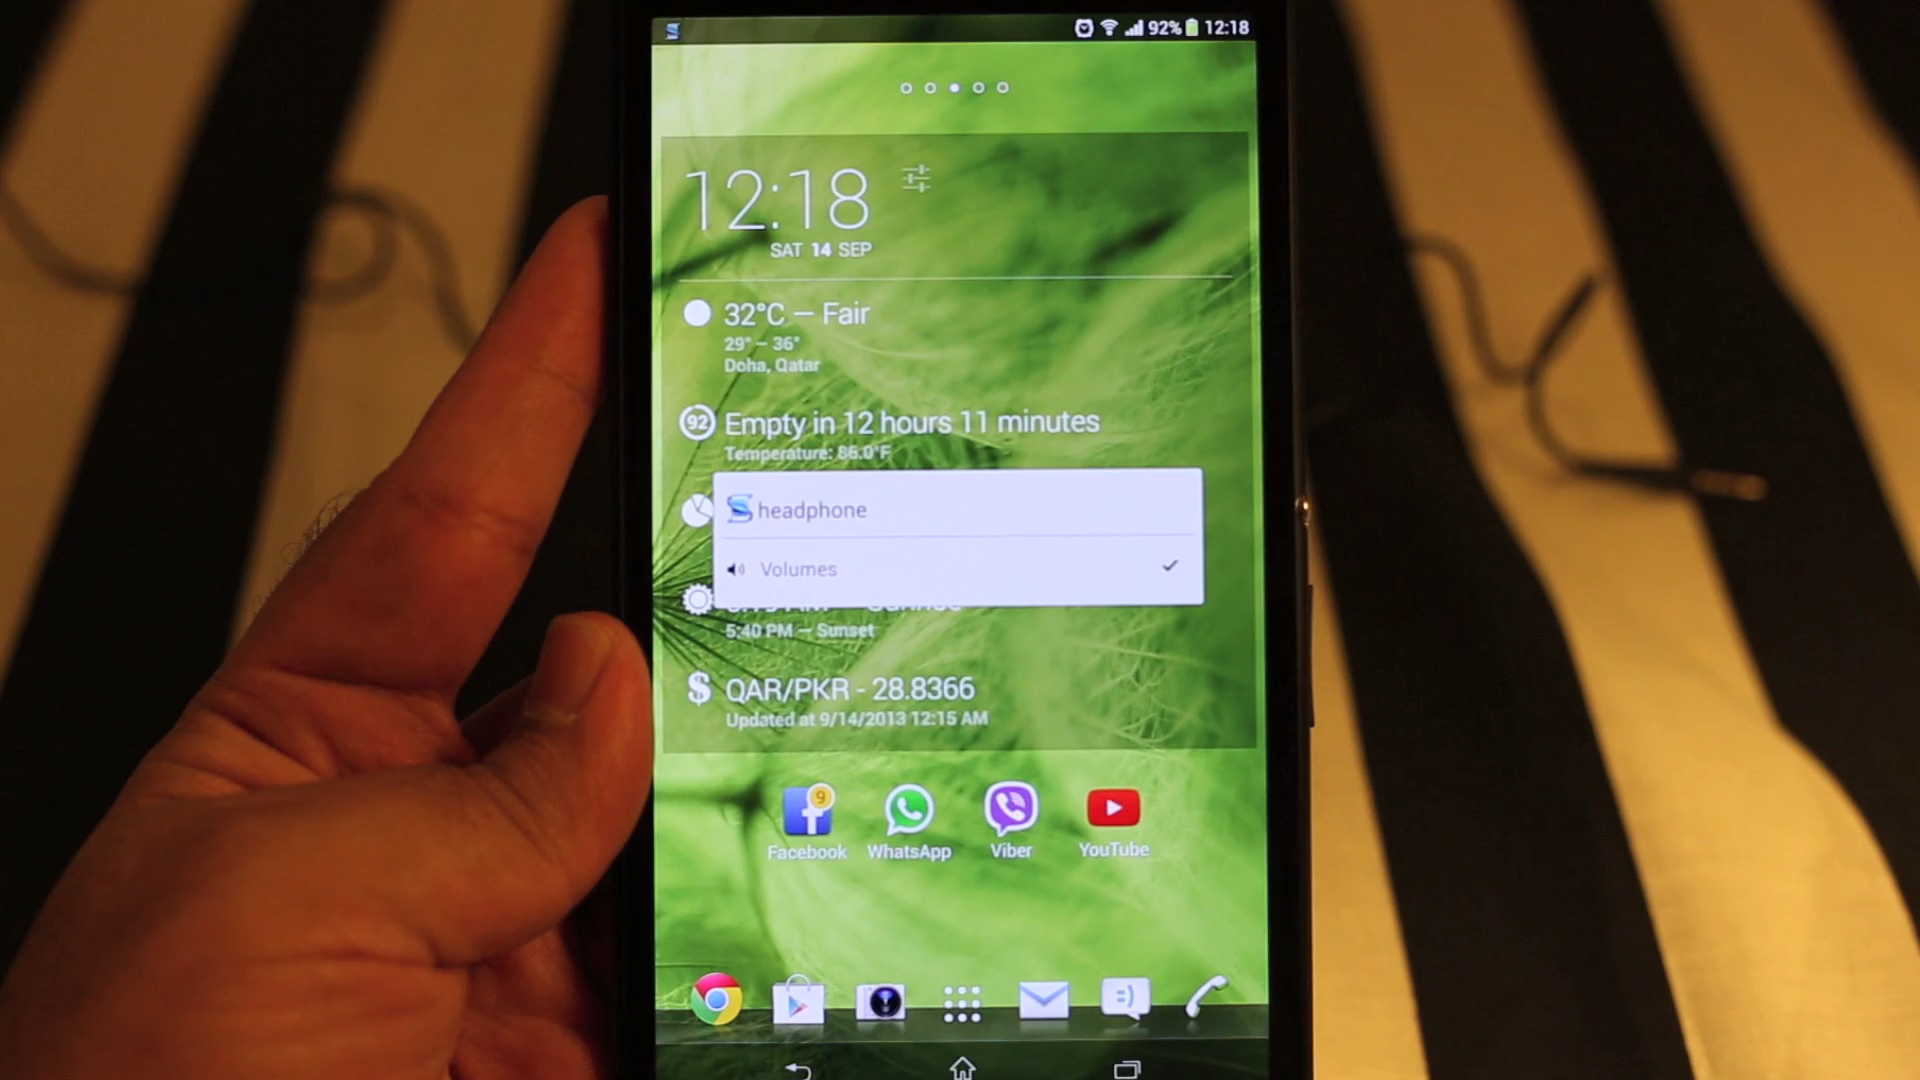 92% 12:18
12:18
SAT 14 SEP
32°C – Fair
29° – 36°
Doha, Qatar
92 Empty in 12 hours 11 minutes
Temperature: 86.0°F
headphone
Volumes
5:40 PM – Sunset
$ QAR/PKR - 28.8366
Updated at 9/14/2013 12:15 AM
9
Facebook WhatsApp Viber YouTube